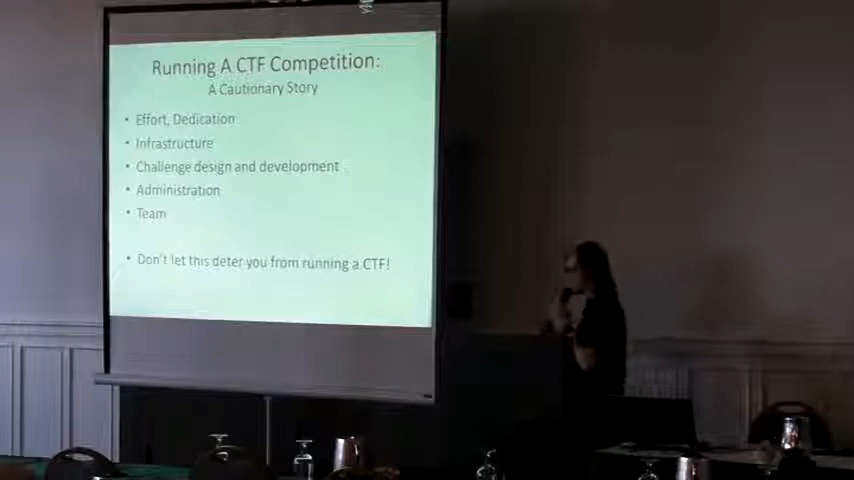 Running A CTF Competition:
A Cautionary Story
• Effort, Dedication
• Infrastructure
• Challenge design and development
• Administration
• Team
• Don't let this deter you from running a CTF!